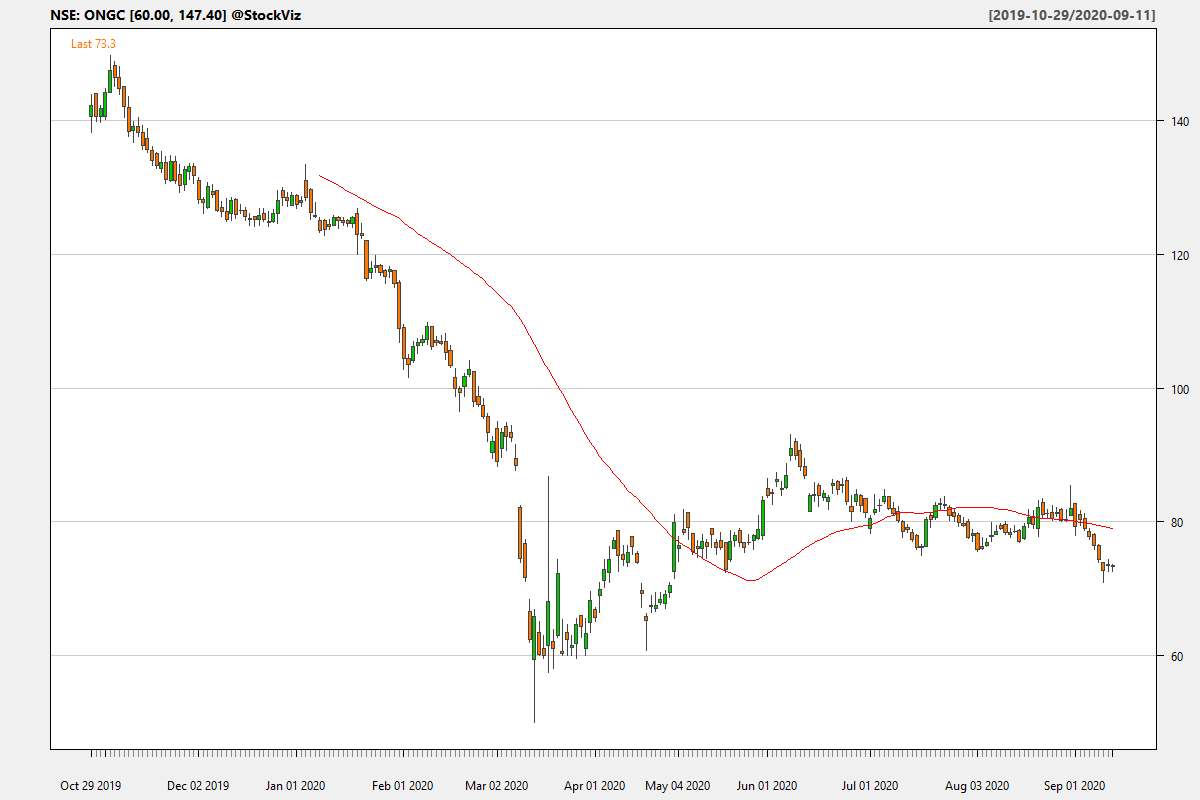 NSE: ONGC [60.00, 147.40] @StockViz
[2019-10-29/2020-09-11]
Last 73.3
140
120
100
80
60
Oct 29 2019
Dec 02 2019
Jan 01 2020
Feb 01 2020
Mar 02 2020
Apr 01 2020
May 04 2020
Jun 01 2020
Jul 01 2020
Aug 03 2020
Sep 01 2020